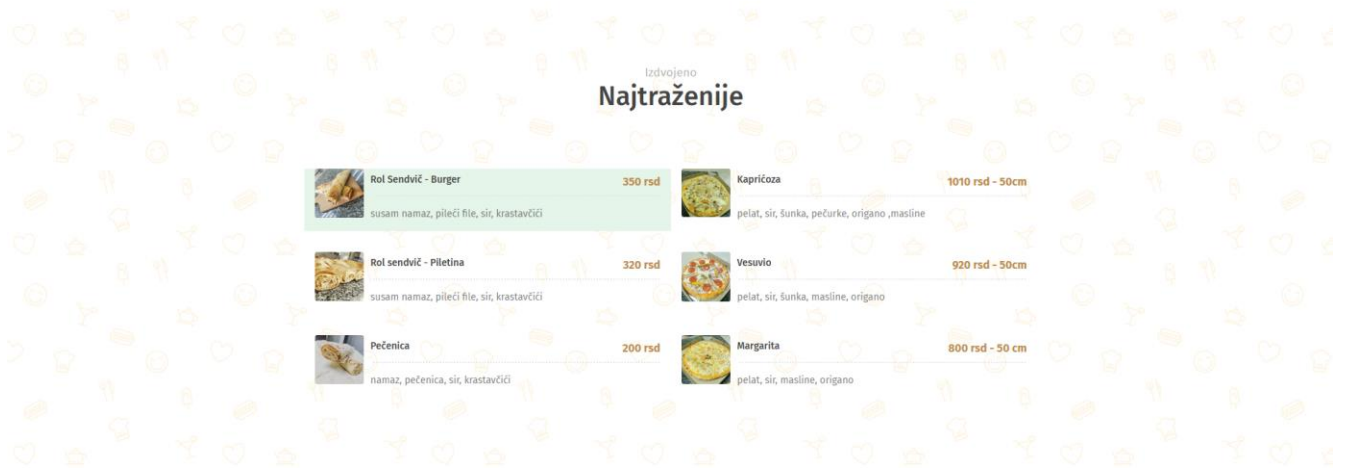 Izdvojeno
Najtraženije
Rol Sendvič - Burger
350 rsd
susam namaz, pileći file, sir, krastavčići
Kapričoza
1010 rsd - 50cm
pelat, sir, šunka, pečurke, origano ,masline
Rol sendvič - Piletina
320 rsd
susam namaz, pileći file, sir, krastavčići
Vesuvio
920 rsd - 50cm
pelat, sir, šunka, masline, origano
Pečenica
200 rsd
namaz, pečenica, sir, krastavčići
Margarita
800 rsd - 50 cm
pelat, sir, masline, origano